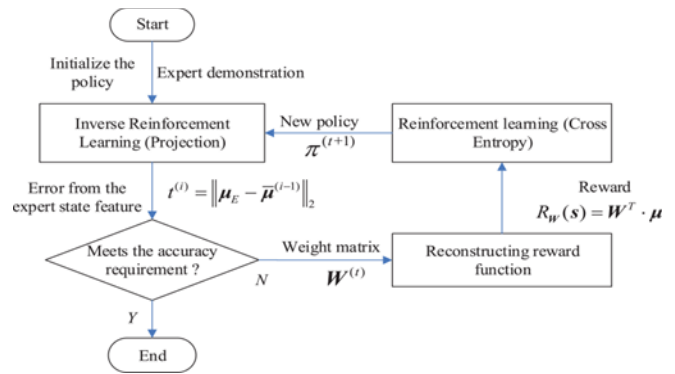 Start
Initialize the
policy
Expert demonstration
Inverse Reinforcement
Learning (Projection)
New policy
π^(t+1)
Reinforcement learning (Cross
Entropy)
Error from the
expert state feature
t^(i) = ‖μ_E − μ̄^(i−1)‖_2
Reward
R_W(s) = W^T · μ
Meets the accuracy
requirement ?
N
Weight matrix
W^(t)
Reconstructing reward
function
Y
End